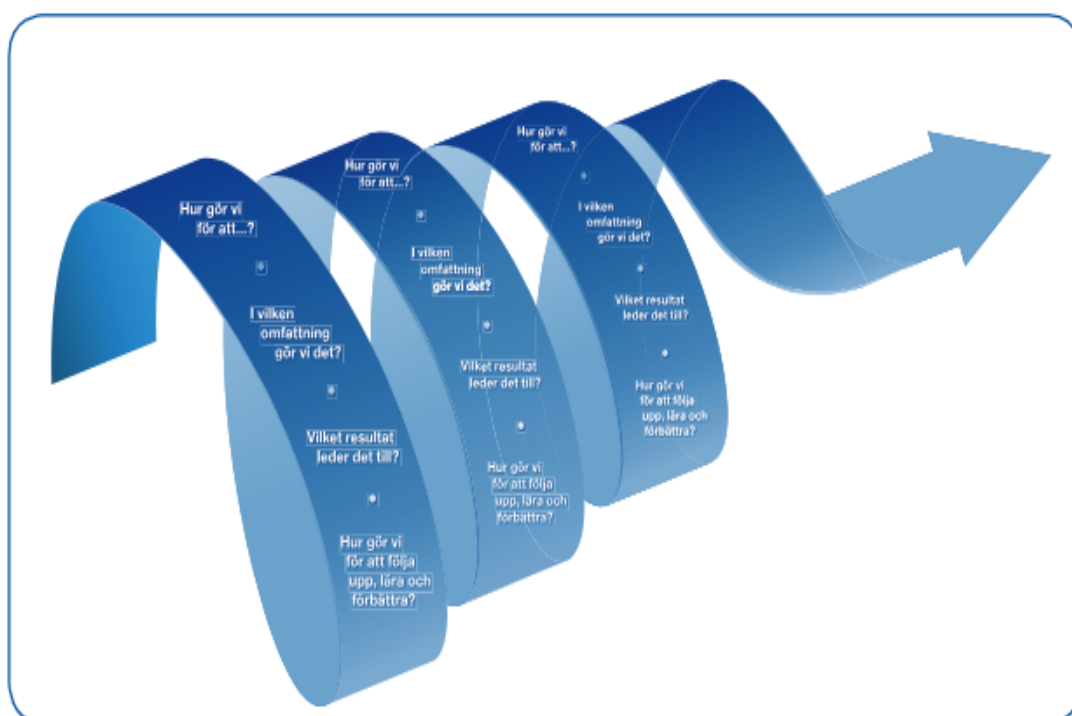 Hur gör vi
för att...?
I vilken
omfattning
gör vi det?
Vilket resultat
leder det till?
Hur gör vi
för att följa
upp, lära och
förbättra?
Hur gör vi
för att...?
I vilken
omfattning
gör vi det?
Vilket resultat
leder det till?
Hur gör vi
för att följa
upp, lära och
förbättra?
Hur gör vi
för att...?
I vilken
omfattning
gör vi det?
Vilket resultat
leder det till?
Hur gör vi
för att följa
upp, lära och
förbättra?